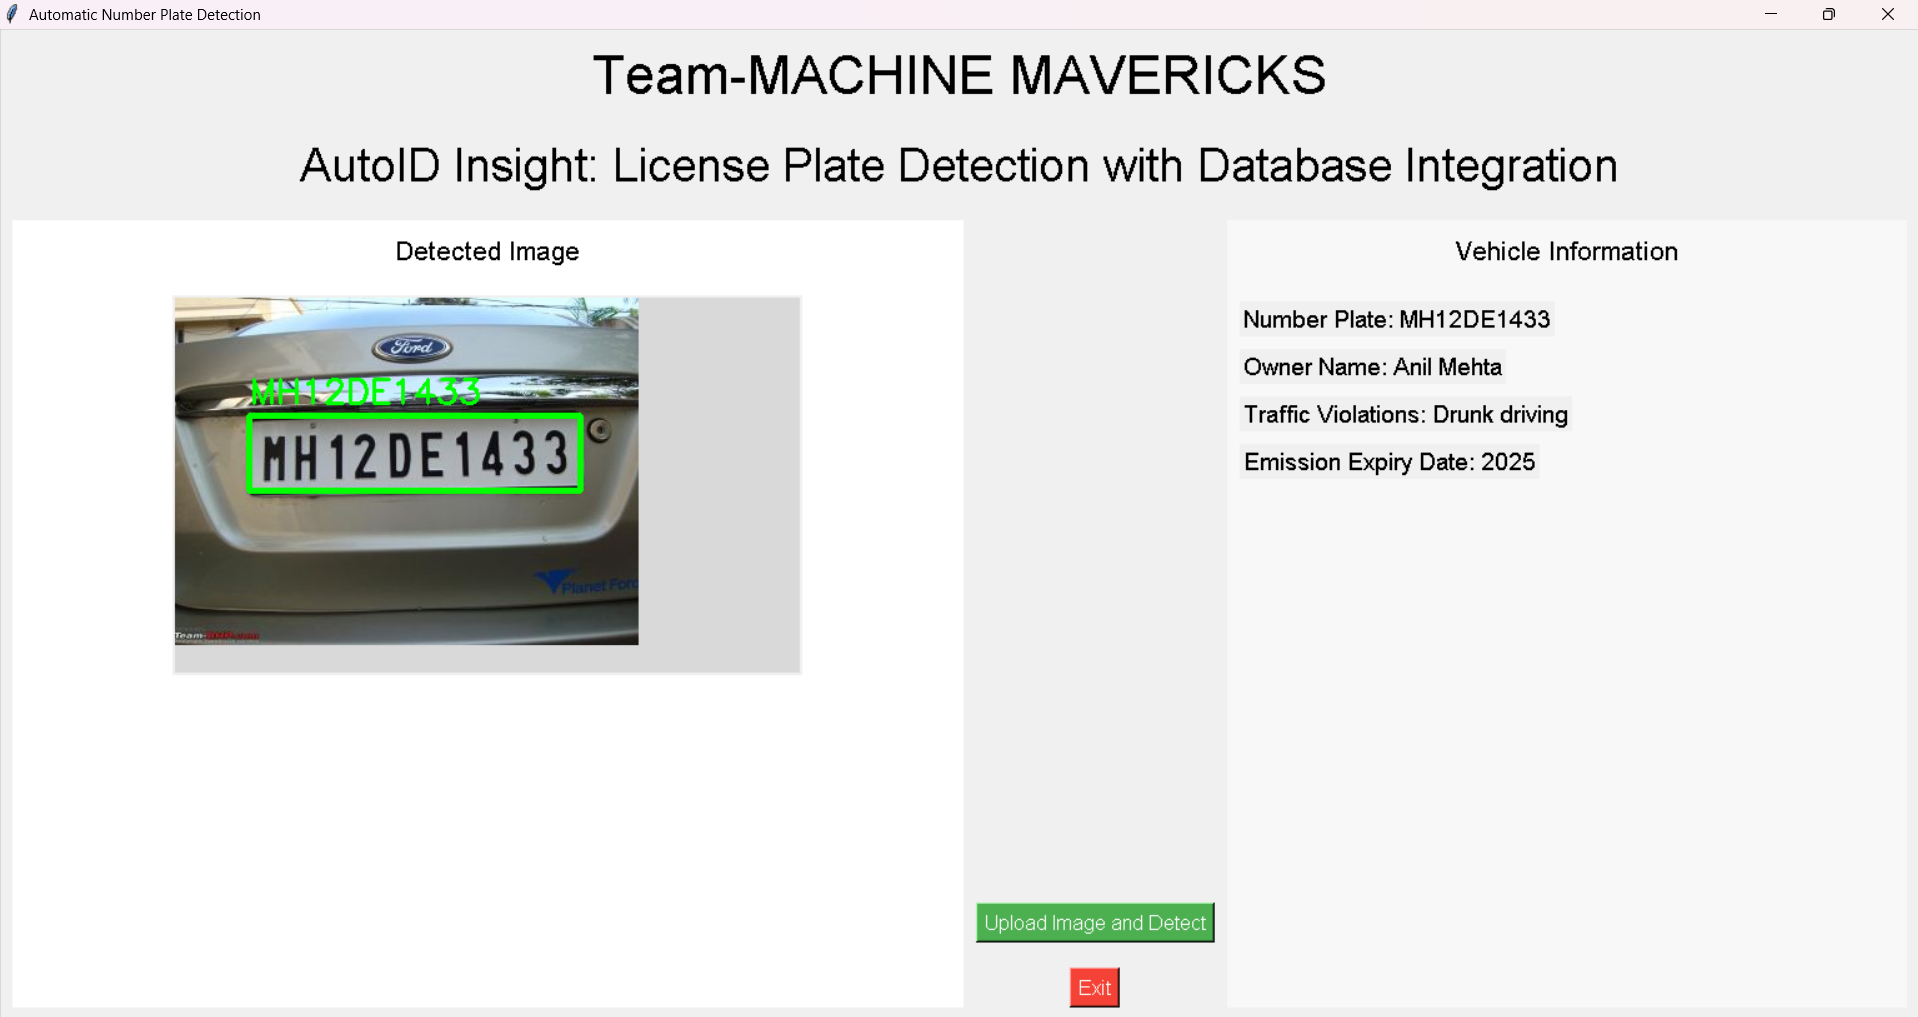 Automatic Number Plate Detection
Team-MACHINE MAVERICKS
AutoID Insight: License Plate Detection with Database Integration
Detected Image
Ford
MH12DE1433
MH12DE1433
Planet Ford
Team-BHP.com
Vehicle Information
Number Plate: MH12DE1433
Owner Name: Anil Mehta
Traffic Violations: Drunk driving
Emission Expiry Date: 2025
Upload Image and Detect
Exit